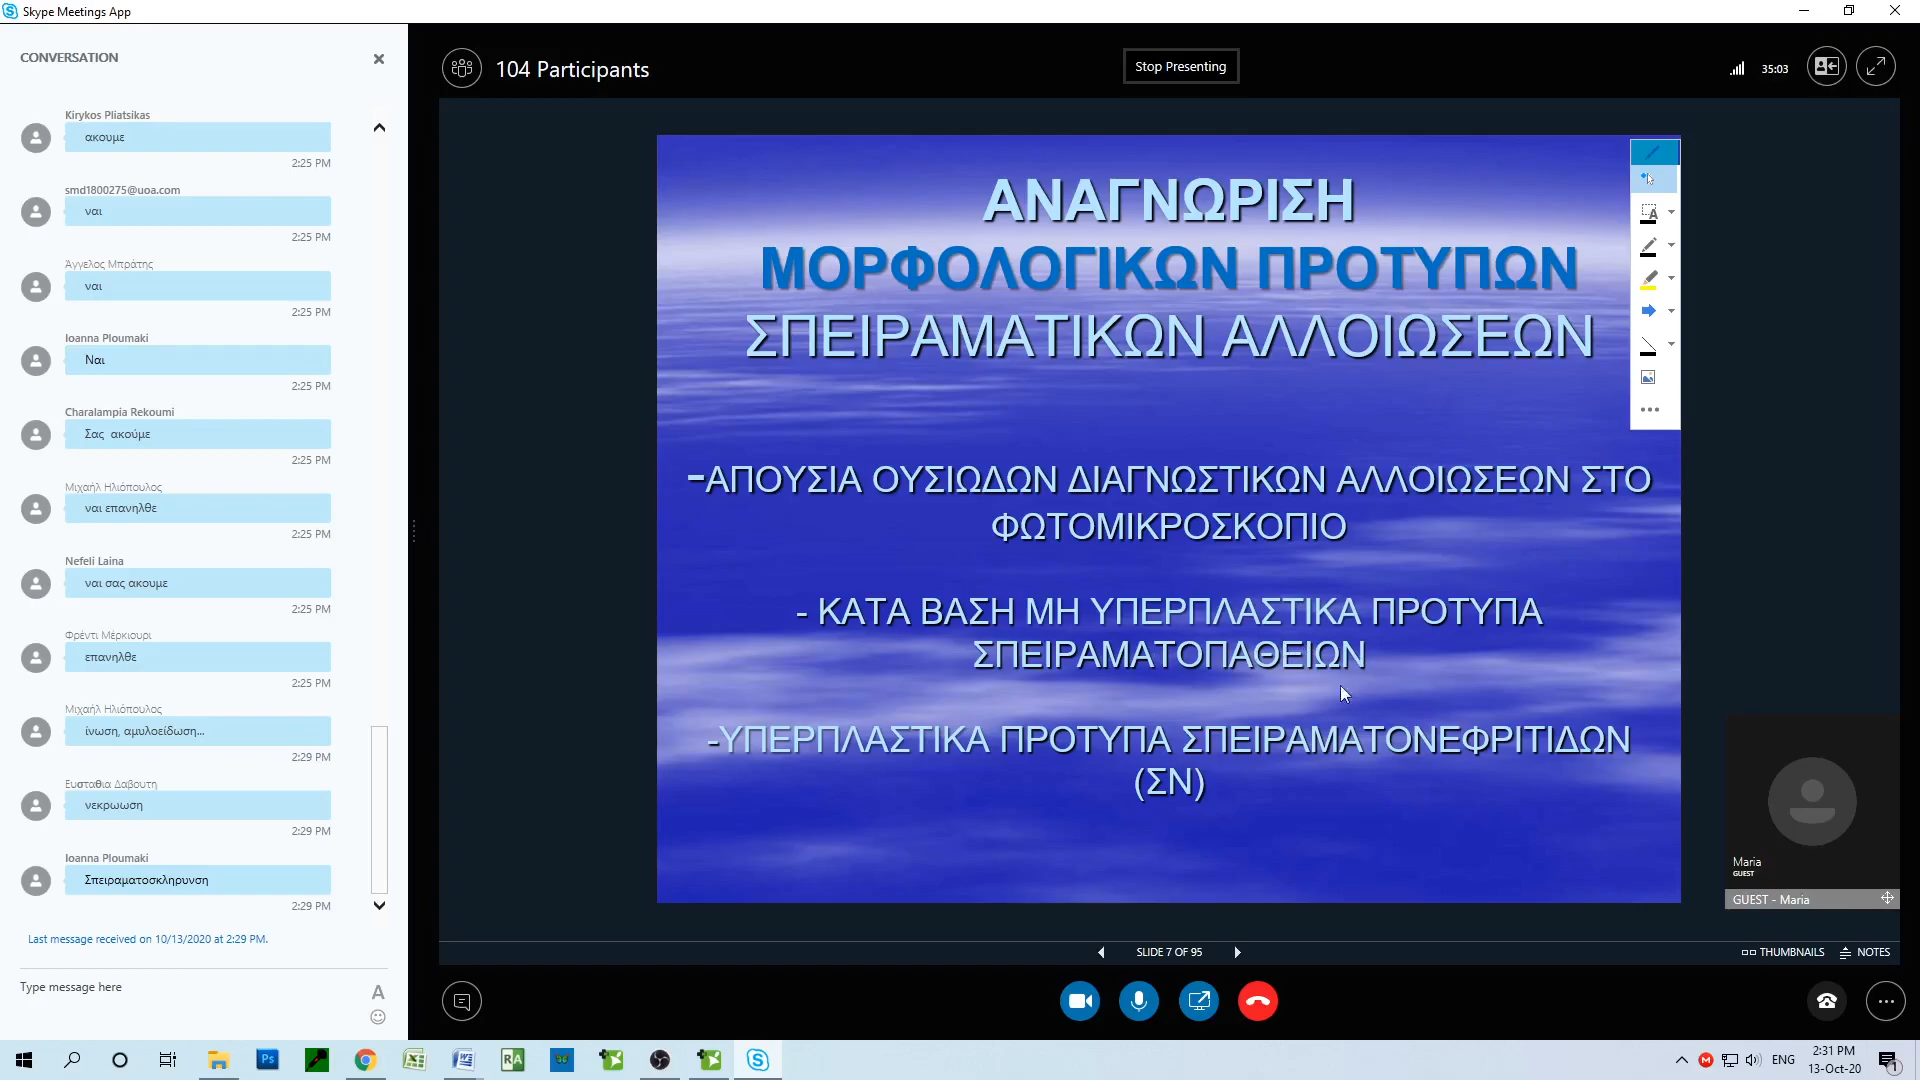 Skype Meetings App
CONVERSATION
Kirykos Pliatsikas
ακουμε
2:25 PM
smd1800275@uoa.com
ναι
2:25 PM
Άγγελος Μπράτης
ναι
2:25 PM
Ioanna Ploumaki
Ναι
2:25 PM
Charalampia Rekoumi
Σας ακούμε
2:25 PM
Μιχαήλ Ηλιόπουλος
ναι επανηλθε
2:25 PM
Nefeli Laina
ναι σας ακουμε
2:25 PM
Φρέντι Μέρκιουρι
επανηλθε
2:25 PM
Μιχαήλ Ηλιόπουλος
ίνωση, αμυλοείδωση...
2:29 PM
Ευσταθια Δαβουτη
νεκρωωση
2:29 PM
Ioanna Ploumaki
Σπειραματοσκληρυνση
2:29 PM
Last message received on 10/13/2020 at 2:29 PM.
Type message here
A
104 Participants
Stop Presenting
35:03
ΑΝΑΓΝΩΡΙΣΗ
ΜΟΡΦΟΛΟΓΙΚΩΝ ΠΡΟΤΥΠΩΝ
ΣΠΕΙΡΑΜΑΤΙΚΩΝ ΑΛΛΟΙΩΣΕΩΝ
-ΑΠΟΥΣΙΑ ΟΥΣΙΩΔΩΝ ΔΙΑΓΝΩΣΤΙΚΩΝ ΑΛΛΟΙΩΣΕΩΝ ΣΤΟ
ΦΩΤΟΜΙΚΡΟΣΚΟΠΙΟ
- ΚΑΤΑ ΒΑΣΗ ΜΗ ΥΠΕΡΠΛΑΣΤΙΚΑ ΠΡΟΤΥΠΑ
ΣΠΕΙΡΑΜΑΤΟΠΑΘΕΙΩΝ
-ΥΠΕΡΠΛΑΣΤΙΚΑ ΠΡΟΤΥΠΑ ΣΠΕΙΡΑΜΑΤΟΝΕΦΡΙΤΙΔΩΝ
(ΣΝ)
A
Maria
GUEST
GUEST - Maria
SLIDE 7 OF 95
THUMBNAILS
NOTES
Ps
RA
ENG
2:31 PM
13-Oct-20
1